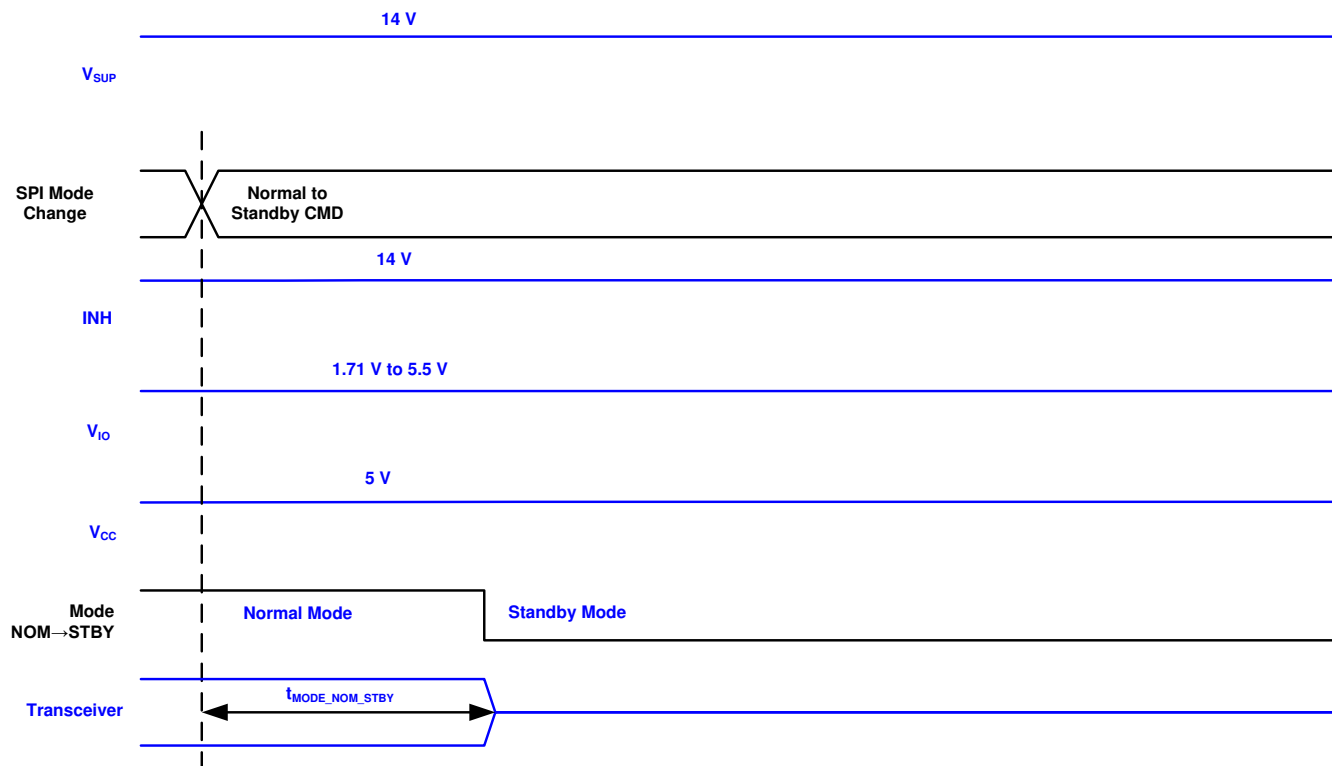 14 V
VSUP
SPI Mode
Change
Normal to
Standby CMD
14 V
INH
1.71 V to 5.5 V
VIO
5 V
VCC
Mode
NOM→STBY
Normal Mode
Standby Mode
Transceiver
tMODE_NOM_STBY